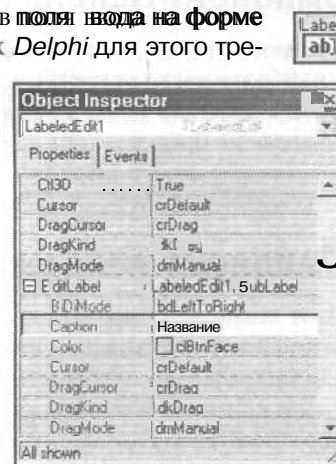 в поля ввода на форме
Delphi для этого тре-
Labe
ab]
Object Inspector
LabeledEdit1
Properties Events
Ctl3D ...... True
Cursor crDefault
DragCursor crDrag
DragKind
DragMode dmManual
EditLabel LabeledEdit1.SubLabel
BiDiMode bdLeftToRight
Caption Название
Color clBtnFace
Cursor crDefault
DragCursor crDrag
DragKind dkDrag
DragMode dmManual
All shown